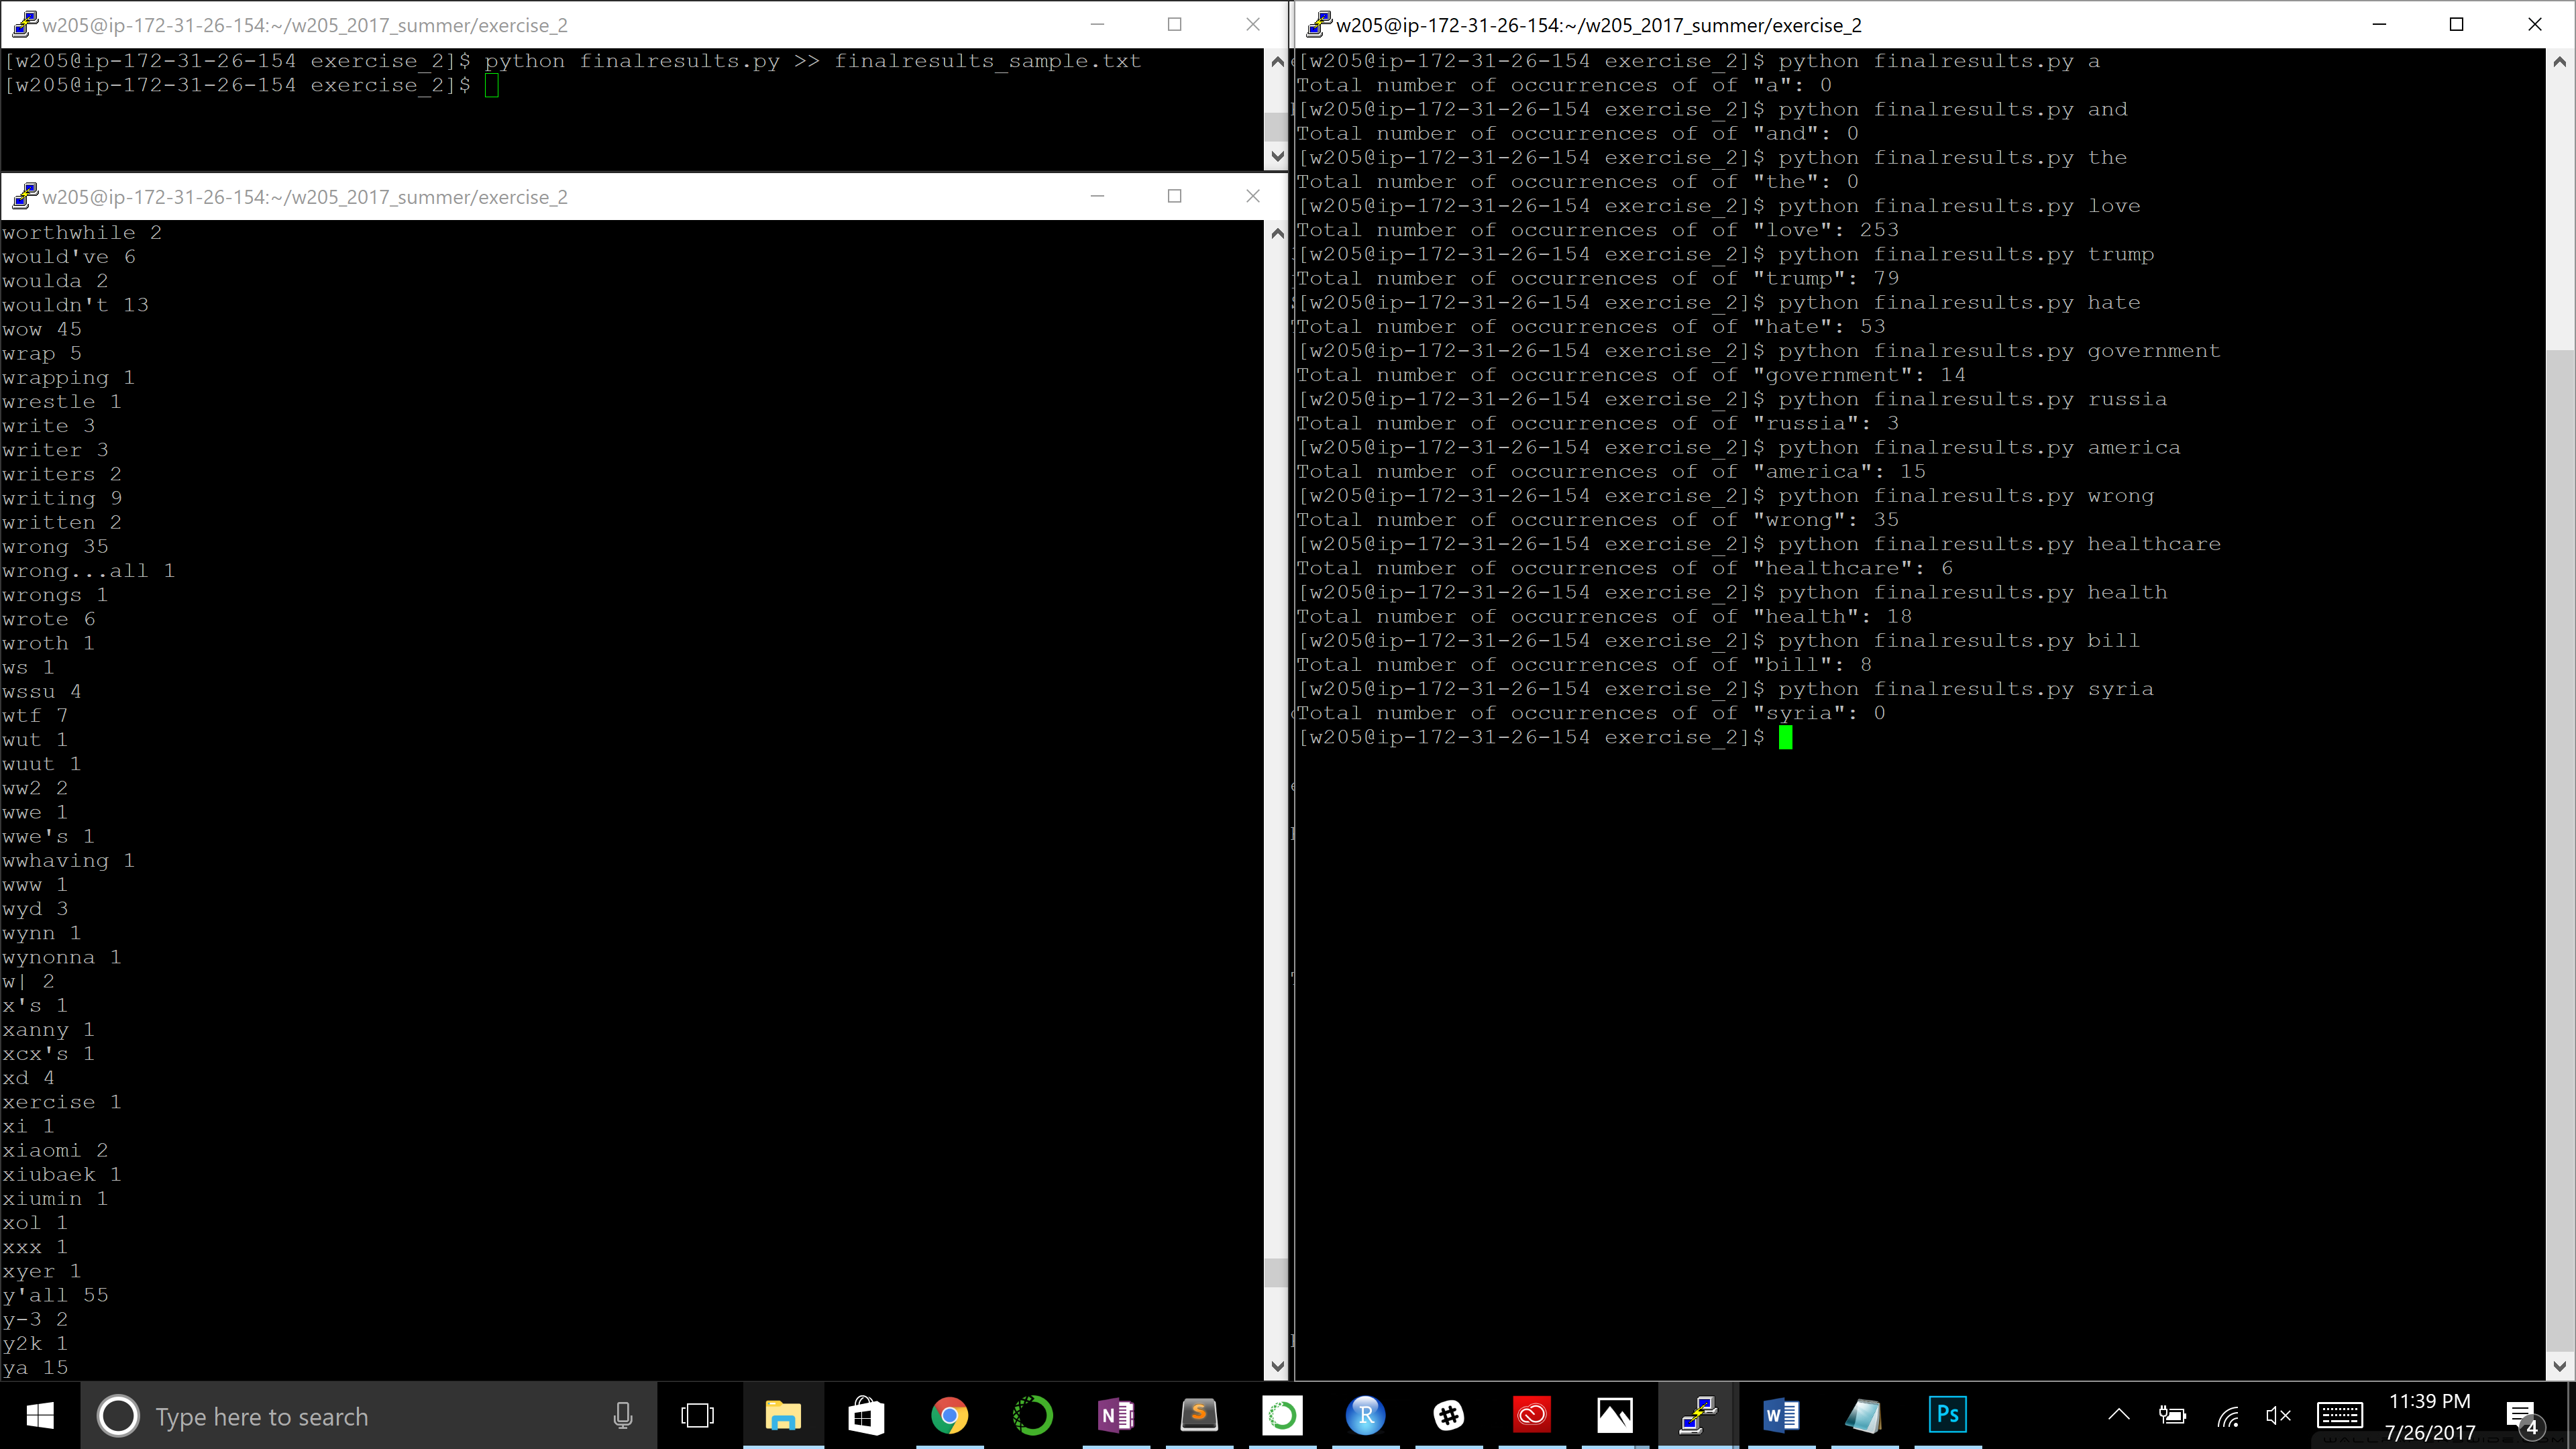 w205@ip-172-31-26-154:~/w205_2017_summer/exercise_2
[w205@ip-172-31-26-154 exercise_2]$ python finalresults.py >> finalresults_sample.txt
[w205@ip-172-31-26-154 exercise_2]$
w205@ip-172-31-26-154:~/w205_2017_summer/exercise_2
worthwhile 2
would've 6
woulda 2
wouldn't 13
wow 45
wrap 5
wrapping 1
wrestle 1
write 3
writer 3
writers 2
writing 9
written 2
wrong 35
wrong...all 1
wrongs 1
wrote 6
wroth 1
ws 1
wssu 4
wtf 7
wut 1
wuut 1
ww2 2
wwe 1
wwe's 1
wwhaving 1
www 1
wyd 3
wynn 1
wynonna 1
w| 2
x's 1
xanny 1
xcx's 1
xd 4
xercise 1
xi 1
xiaomi 2
xiubaek 1
xiumin 1
xol 1
xxx 1
xyer 1
y'all 55
y-3 2
y2k 1
ya 15
w205@ip-172-31-26-154:~/w205_2017_summer/exercise_2
[w205@ip-172-31-26-154 exercise_2]$ python finalresults.py a
Total number of occurrences of of "a": 0
[w205@ip-172-31-26-154 exercise_2]$ python finalresults.py and
Total number of occurrences of of "and": 0
[w205@ip-172-31-26-154 exercise_2]$ python finalresults.py the
Total number of occurrences of of "the": 0
[w205@ip-172-31-26-154 exercise_2]$ python finalresults.py love
Total number of occurrences of of "love": 253
[w205@ip-172-31-26-154 exercise_2]$ python finalresults.py trump
Total number of occurrences of of "trump": 79
[w205@ip-172-31-26-154 exercise_2]$ python finalresults.py hate
Total number of occurrences of of "hate": 53
[w205@ip-172-31-26-154 exercise_2]$ python finalresults.py government
Total number of occurrences of of "government": 14
[w205@ip-172-31-26-154 exercise_2]$ python finalresults.py russia
Total number of occurrences of of "russia": 3
[w205@ip-172-31-26-154 exercise_2]$ python finalresults.py america
Total number of occurrences of of "america": 15
[w205@ip-172-31-26-154 exercise_2]$ python finalresults.py wrong
Total number of occurrences of of "wrong": 35
[w205@ip-172-31-26-154 exercise_2]$ python finalresults.py healthcare
Total number of occurrences of of "healthcare": 6
[w205@ip-172-31-26-154 exercise_2]$ python finalresults.py health
Total number of occurrences of of "health": 18
[w205@ip-172-31-26-154 exercise_2]$ python finalresults.py bill
Total number of occurrences of of "bill": 8
[w205@ip-172-31-26-154 exercise_2]$ python finalresults.py syria
Total number of occurrences of of "syria": 0
[w205@ip-172-31-26-154 exercise_2]$
Type here to search
N
S
R
W
Ps
11:39 PM
7/26/2017
4